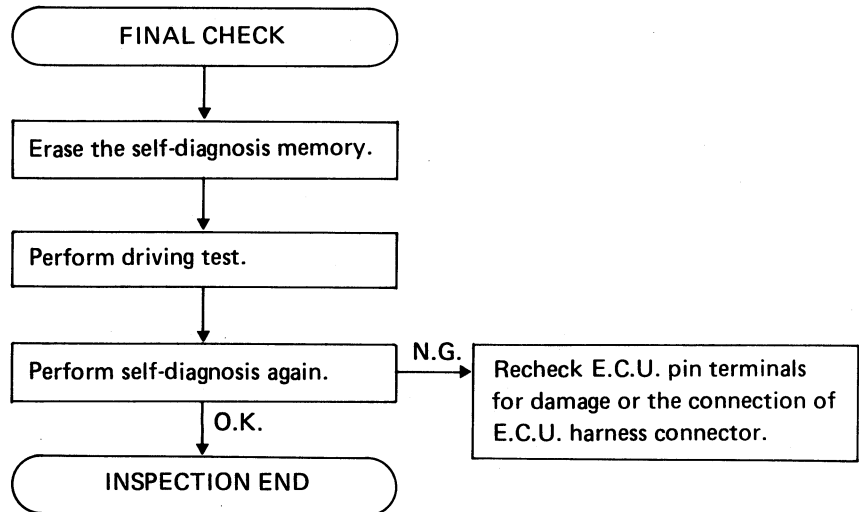 FINAL CHECK
Erase the self-diagnosis memory.
Perform driving test.
Perform self-diagnosis again.
N.G.
Recheck E.C.U. pin terminals
for damage or the connection of
E.C.U. harness connector.
O.K.
INSPECTION END